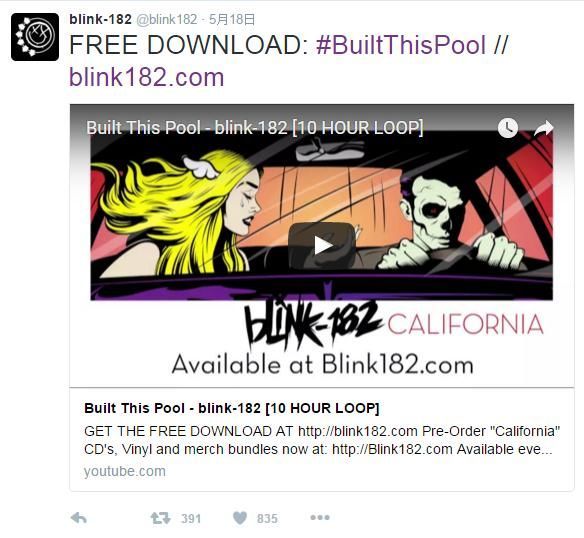 blink-182 @blink182 · 5月18日
FREE DOWNLOAD: #BuiltThisPool //
blink182.com
Built This Pool - blink-182 [10 HOUR LOOP]
blink-182 CALIFORNIA
Available at Blink182.com
Built This Pool - blink-182 [10 HOUR LOOP]
GET THE FREE DOWNLOAD AT http://blink182.com Pre-Order "California"
CD's, Vinyl and merch bundles now at: http://Blink182.com Available eve...
youtube.com
391 835